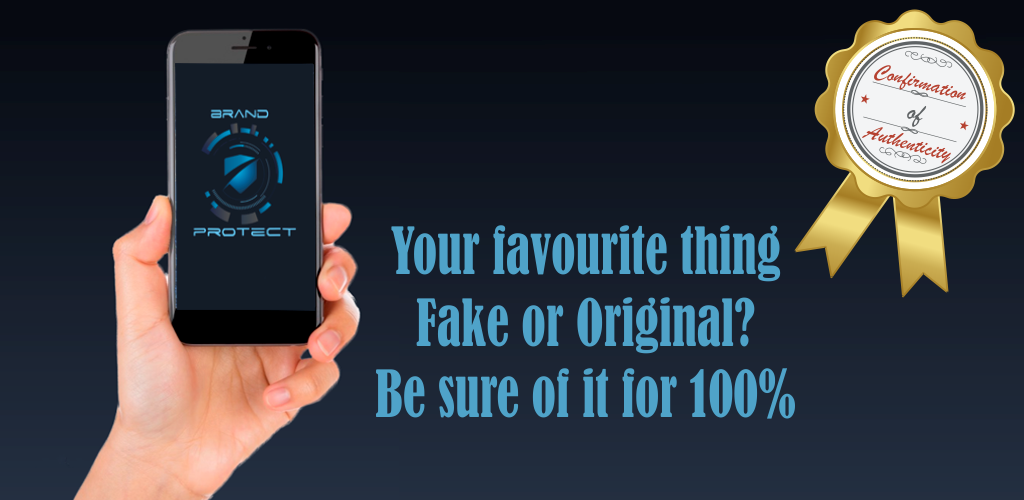 BRAND
PROTECT
Your favourite thing
Fake or Original?
Be sure of it for 100%
Confirmation
of
Authenticity